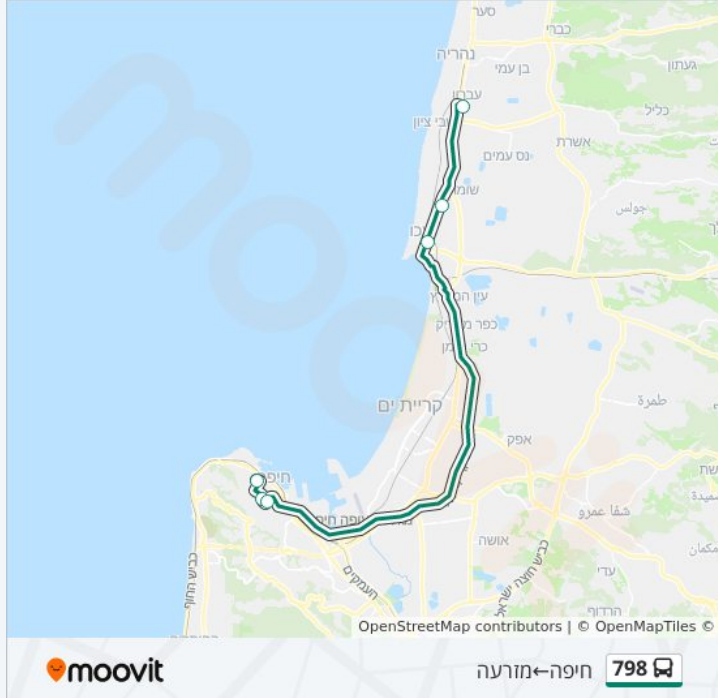 סער
כברי
נהריה
געתון
בן עמי
עברון
כליל
שבי ציון
אשרת
נס עמים
שומרת
ג'ולס
עכו
עין המפרץ
כפר מסריק
טמרה
קריית ים
אפק
חיפה
شفا عمرو
אושה
עדי
כביש חוצה ישראל
העמקים
כביש החוף
הרדוף
OpenStreetMap contributors | © OpenMapTiles ©
moovit
798 חיפה←מזרעה